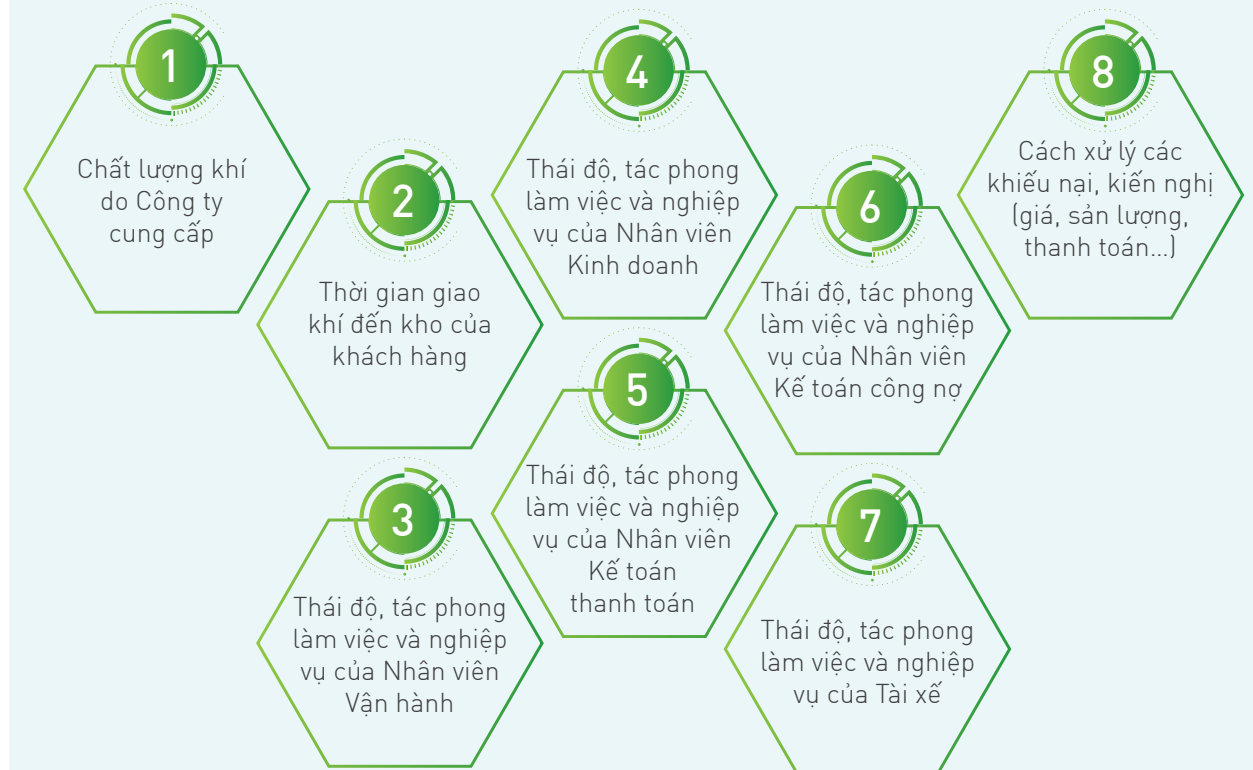 1
Chất lượng khí
do Công ty
cung cấp
2
Thời gian giao
khí đến kho của
khách hàng
3
Thái độ, tác phong
làm việc và nghiệp
vụ của Nhân viên
Vận hành
4
Thái độ, tác phong
làm việc và nghiệp
vụ của Nhân viên
Kinh doanh
5
Thái độ, tác phong
làm việc và nghiệp
vụ của Nhân viên
Kế toán
thanh toán
6
Thái độ, tác phong
làm việc và nghiệp
vụ của Nhân viên
Kế toán công nợ
7
Thái độ, tác phong
làm việc và nghiệp
vụ của Tài xế
8
Cách xử lý các
khiếu nại, kiến nghị
(giá, sản lượng,
thanh toán...)